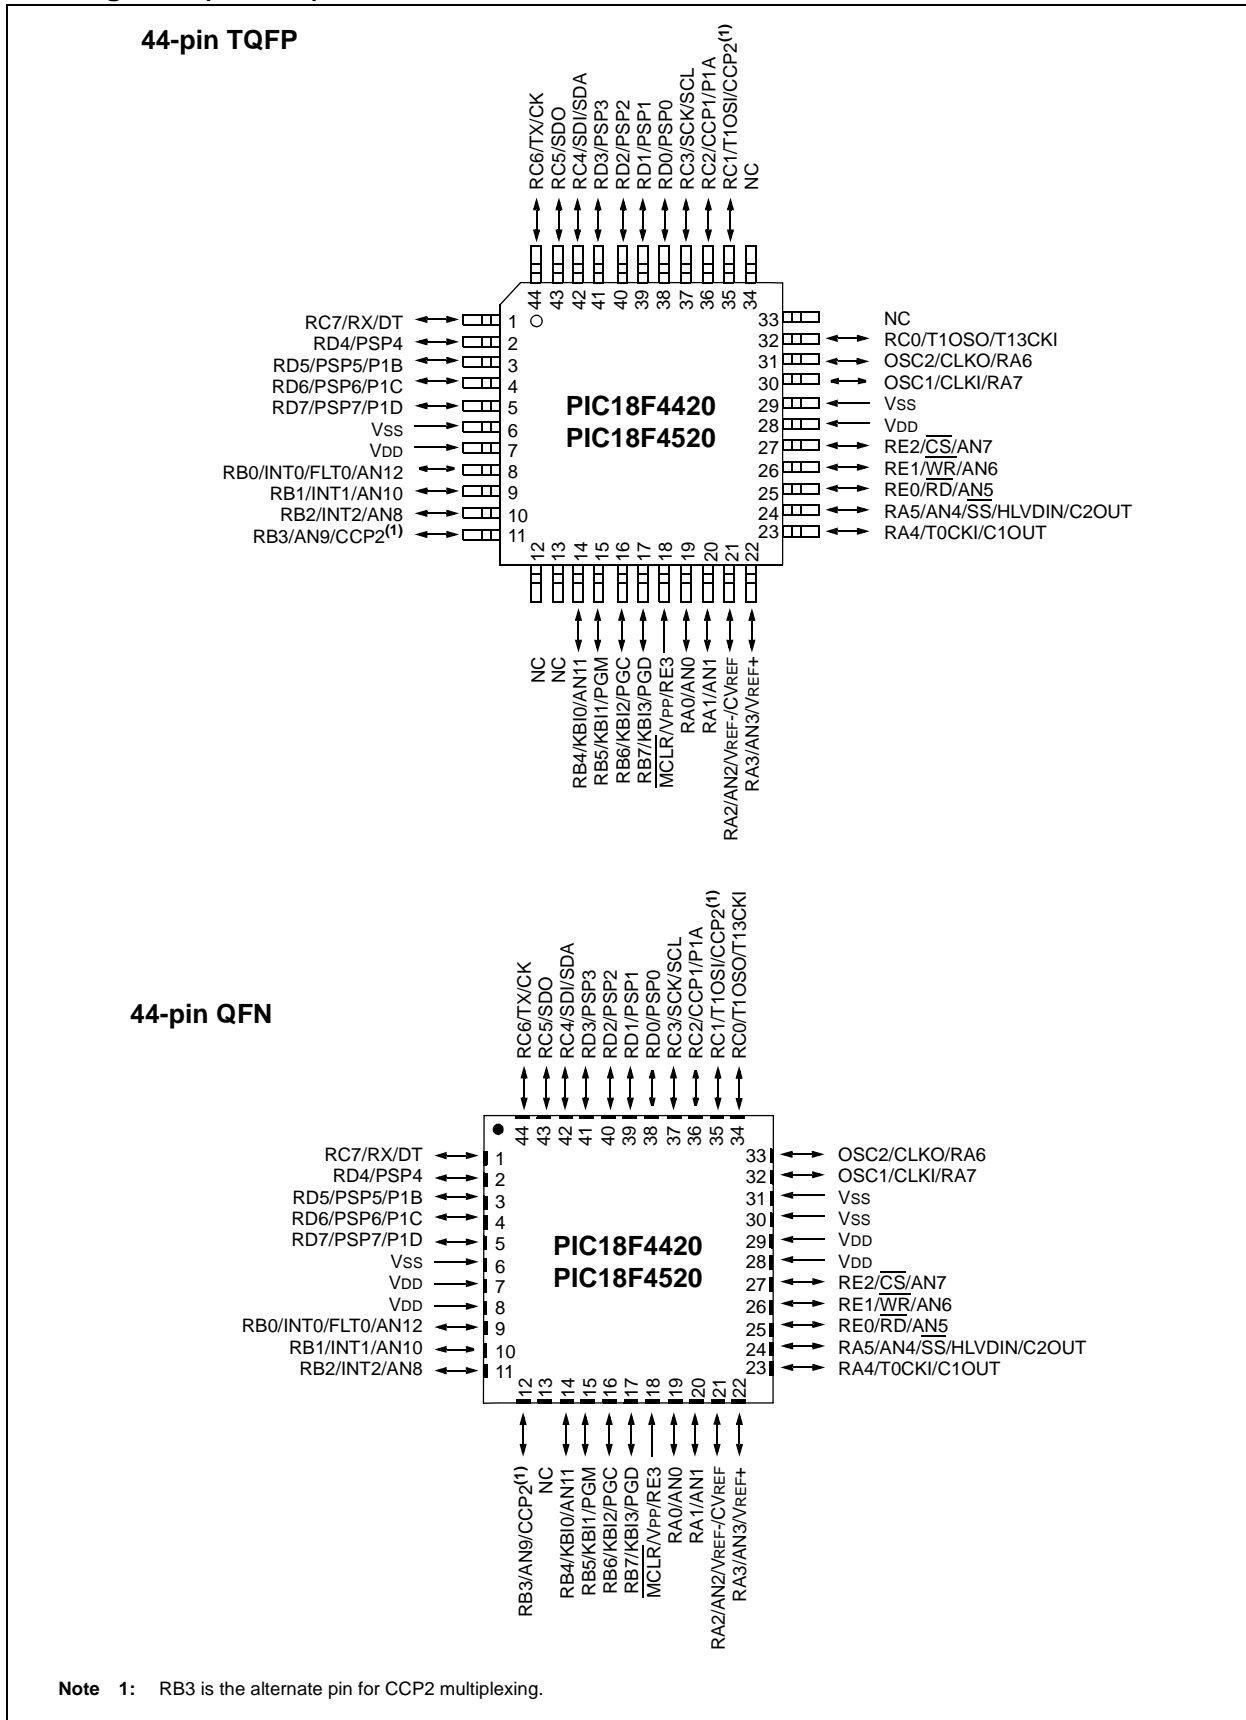 44-pin TQFP
RC6/TX/CK
RC5/SDO
RC4/SDI/SDA
RD3/PSP3
RD2/PSP2
RD1/PSP1
RD0/PSP0
RC3/SCK/SCL
RC2/CCP1/P1A
RC1/T1OSI/CCP2(1)
NC
44
43
42
41
40
39
38
37
36
35
34
RC7/RX/DT 1
RD4/PSP4 2
RD5/PSP5/P1B 3
RD6/PSP6/P1C 4
RD7/PSP7/P1D 5
VSS 6
VDD 7
RB0/INT0/FLT0/AN12 8
RB1/INT1/AN10 9
RB2/INT2/AN8 10
RB3/AN9/CCP2(1) 11
PIC18F4420
PIC18F4520
33 NC
32 RC0/T1OSO/T13CKI
31 OSC2/CLKO/RA6
30 OSC1/CLKI/RA7
29 VSS
28 VDD
27 RE2/CS/AN7
26 RE1/WR/AN6
25 RE0/RD/AN5
24 RA5/AN4/SS/HLVDIN/C2OUT
23 RA4/T0CKI/C1OUT
12
13
14
15
16
17
18
19
20
21
22
NC
NC
RB4/KBI0/AN11
RB5/KBI1/PGM
RB6/KBI2/PGC
RB7/KBI3/PGD
MCLR/VPP/RE3
RA0/AN0
RA1/AN1
RA2/AN2/VREF-/CVREF
RA3/AN3/VREF+
44-pin QFN
RC6/TX/CK
RC5/SDO
RC4/SDI/SDA
RD3/PSP3
RD2/PSP2
RD1/PSP1
RD0/PSP0
RC3/SCK/SCL
RC2/CCP1/P1A
RC1/T1OSI/CCP2(1)
RC0/T1OSO/T13CKI
44
43
42
41
40
39
38
37
36
35
34
RC7/RX/DT 1
RD4/PSP4 2
RD5/PSP5/P1B 3
RD6/PSP6/P1C 4
RD7/PSP7/P1D 5
VSS 6
VDD 7
VDD 8
RB0/INT0/FLT0/AN12 9
RB1/INT1/AN10 10
RB2/INT2/AN8 11
PIC18F4420
PIC18F4520
33 OSC2/CLKO/RA6
32 OSC1/CLKI/RA7
31 VSS
30 VSS
29 VDD
28 VDD
27 RE2/CS/AN7
26 RE1/WR/AN6
25 RE0/RD/AN5
24 RA5/AN4/SS/HLVDIN/C2OUT
23 RA4/T0CKI/C1OUT
12
13
14
15
16
17
18
19
20
21
22
RB3/AN9/CCP2(1)
NC
RB4/KBI0/AN11
RB5/KBI1/PGM
RB6/KBI2/PGC
RB7/KBI3/PGD
MCLR/VPP/RE3
RA0/AN0
RA1/AN1
RA2/AN2/VREF-/CVREF
RA3/AN3/VREF+
Note 1: RB3 is the alternate pin for CCP2 multiplexing.